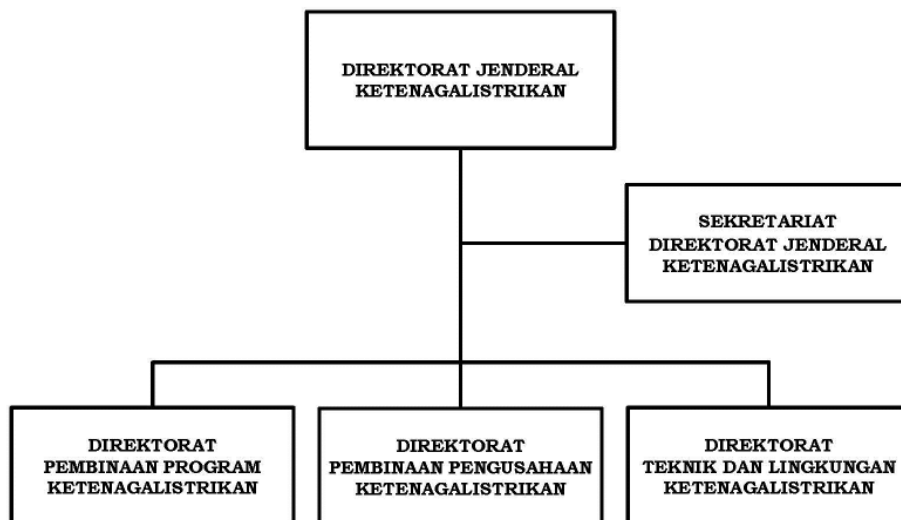 DIREKTORAT JENDERAL
KETENAGALISTRIKAN
SEKRETARIAT
DIREKTORAT JENDERAL
KETENAGALISTRIKAN
DIREKTORAT
PEMBINAAN PROGRAM
KETENAGALISTRIKAN
DIREKTORAT
PEMBINAAN PENGUSAHAAN
KETENAGALISTRIKAN
DIREKTORAT
TEKNIK DAN LINGKUNGAN
KETENAGALISTRIKAN